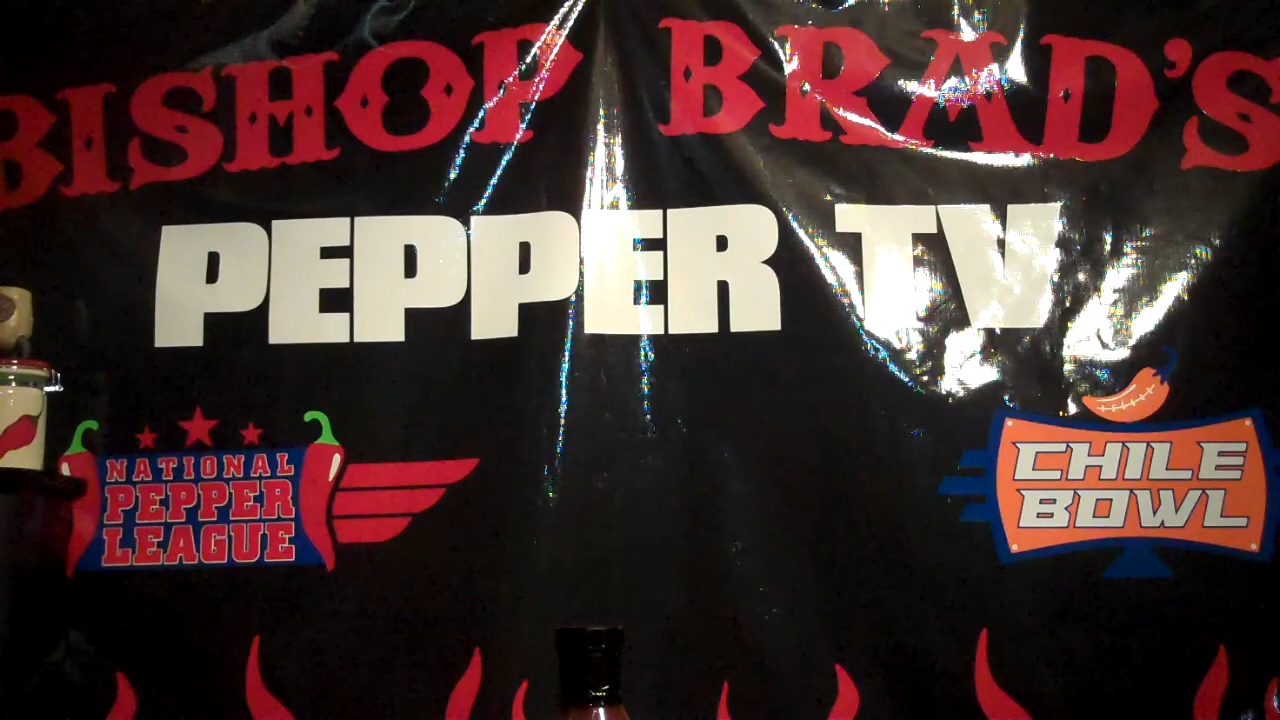 BISHOP BRAD'S
PEPPER TV
NATIONAL
PEPPER
LEAGUE
CHILE
BOWL